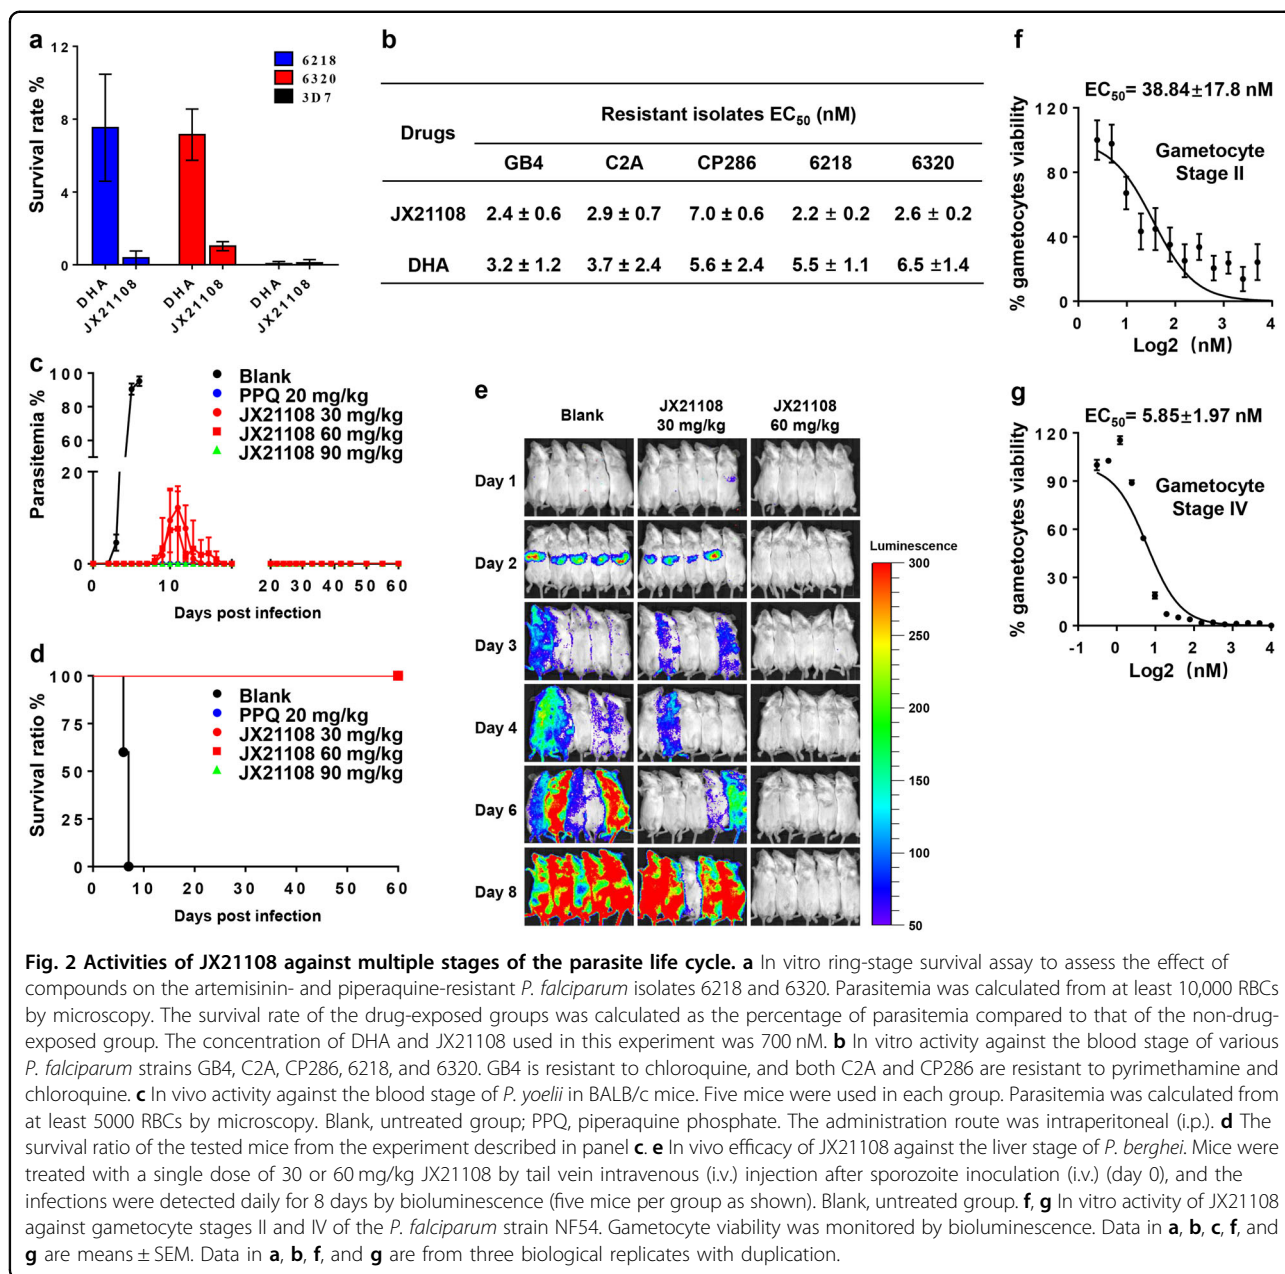 a
12
8
4
0
Survival rate %
6218
6320
3D7
DHA
JX21108
DHA
JX21108
DHA
JX21108
b
Drugs
Resistant isolates EC50 (nM)
GB4 C2A CP286 6218 6320
JX21108 2.4 ± 0.6 2.9 ± 0.7 7.0 ± 0.6 2.2 ± 0.2 2.6 ± 0.2
DHA 3.2 ± 1.2 3.7 ± 2.4 5.6 ± 2.4 5.5 ± 1.1 6.5 ±1.4
c
100
80
60
20
0
Parasitemia %
Blank
PPQ 20 mg/kg
JX21108 30 mg/kg
JX21108 60 mg/kg
JX21108 90 mg/kg
0 10 20 30 40 50 60
Days post infection
d
100
75
50
25
0
Survival ratio %
Blank
PPQ 20 mg/kg
JX21108 30 mg/kg
JX21108 60 mg/kg
JX21108 90 mg/kg
0 10 20 30 40 50 60
Days post infection
e
Blank
JX21108
30 mg/kg
JX21108
60 mg/kg
Day 1
Day 2
Day 3
Day 4
Day 6
Day 8
Luminescence
300
250
200
150
100
50
f
EC50= 38.84±17.8 nM
120
80
40
0
% gametocytes viability
Gametocyte
Stage II
0 1 2 3 4
Log2 (nM)
g
EC50= 5.85±1.97 nM
120
90
60
30
0
% gametocytes viability
Gametocyte
Stage IV
-1 0 1 2 3 4
Log2 (nM)
Fig. 2 Activities of JX21108 against multiple stages of the parasite life cycle. a In vitro ring-stage survival assay to assess the effect of
compounds on the artemisinin- and piperaquine-resistant P. falciparum isolates 6218 and 6320. Parasitemia was calculated from at least 10,000 RBCs
by microscopy. The survival rate of the drug-exposed groups was calculated as the percentage of parasitemia compared to that of the non-drug-
exposed group. The concentration of DHA and JX21108 used in this experiment was 700 nM. b In vitro activity against the blood stage of various
P. falciparum strains GB4, C2A, CP286, 6218, and 6320. GB4 is resistant to chloroquine, and both C2A and CP286 are resistant to pyrimethamine and
chloroquine. c In vivo activity against the blood stage of P. yoelii in BALB/c mice. Five mice were used in each group. Parasitemia was calculated from
at least 5000 RBCs by microscopy. Blank, untreated group; PPQ, piperaquine phosphate. The administration route was intraperitoneal (i.p.). d The
survival ratio of the tested mice from the experiment described in panel c. e In vivo efficacy of JX21108 against the liver stage of P. berghei. Mice were
treated with a single dose of 30 or 60 mg/kg JX21108 by tail vein intravenous (i.v.) injection after sporozoite inoculation (i.v.) (day 0), and the
infections were detected daily for 8 days by bioluminescence (five mice per group as shown). Blank, untreated group. f, g In vitro activity of JX21108
against gametocyte stages II and IV of the P. falciparum strain NF54. Gametocyte viability was monitored by bioluminescence. Data in a, b, c, f, and
g are means ± SEM. Data in a, b, f, and g are from three biological replicates with duplication.